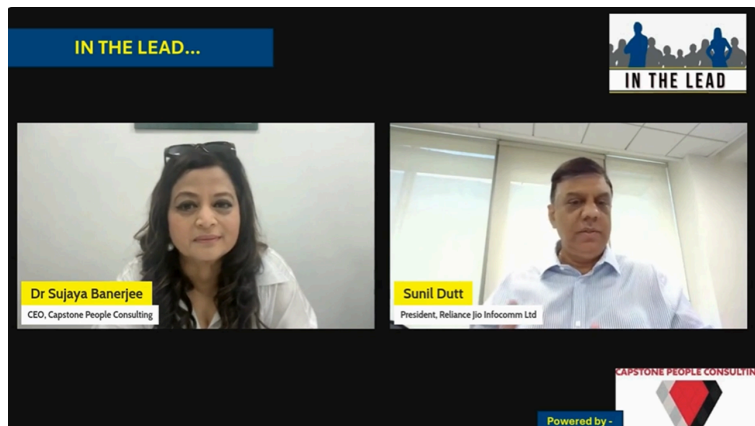 IN THE LEAD...
IN THE LEAD
Dr Sujaya Banerjee
CEO, Capstone People Consulting
Sunil Dutt
President, Reliance Jio Infocomm Ltd
CAPSTONE PEOPLE CONSULTIN
Powered by -